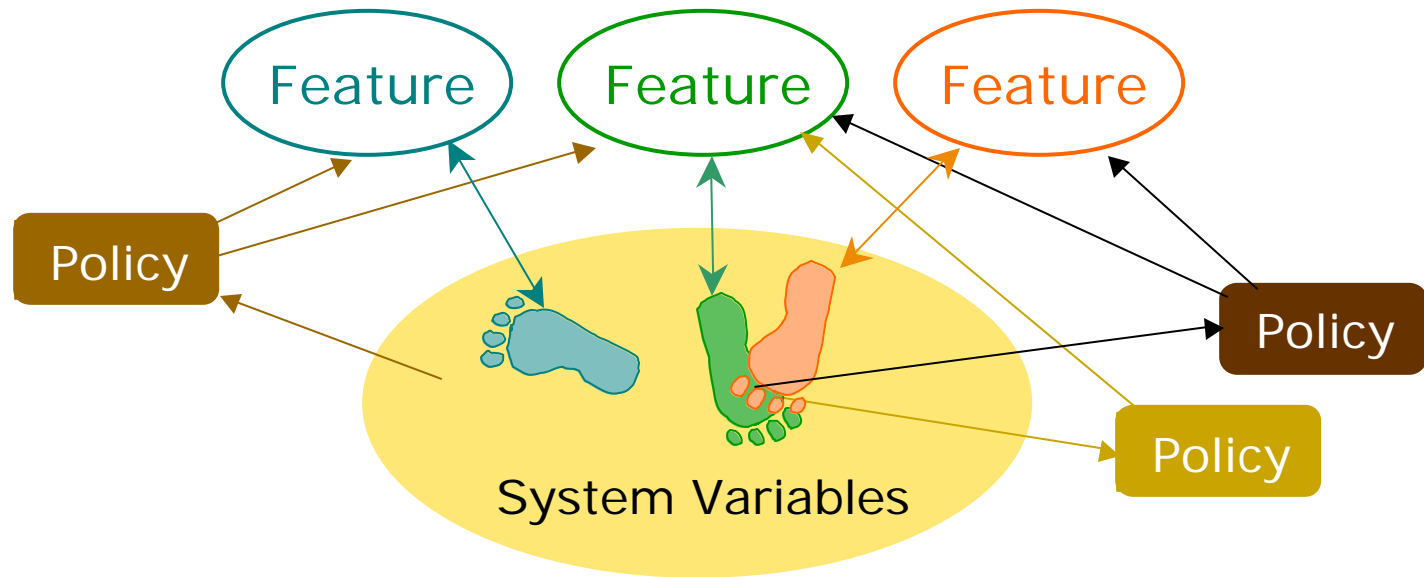 Feature
Feature
Feature
Policy
Policy
Policy
System Variables